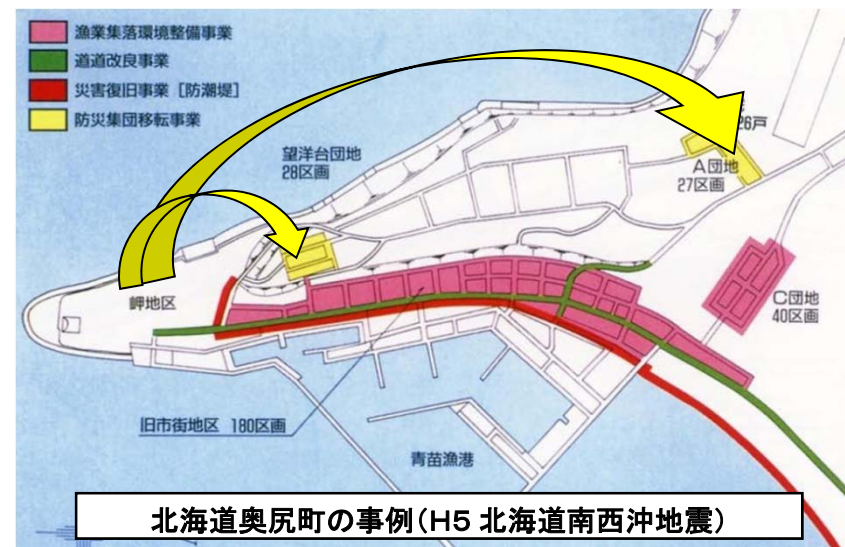 漁業集落環境整備事業
道道改良事業
災害復旧事業［防潮堤］
防災集団移転事業
望洋台団地
28区画
26戸
A団地
27区画
岬地区
C団地
40区画
旧市街地区 180区画
青苗漁港
北海道奥尻町の事例（H5 北海道南西沖地震）